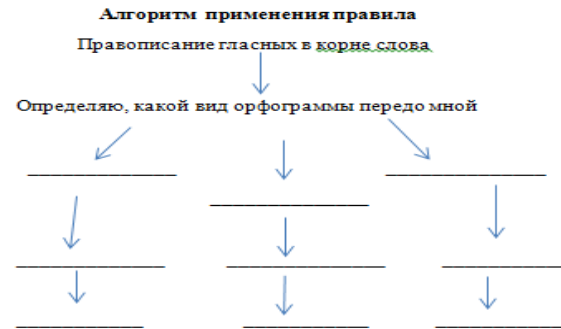 Алгоритм применения правила
Правописание гласных в корне слова
Определяю, какой вид орфограммы передо мной